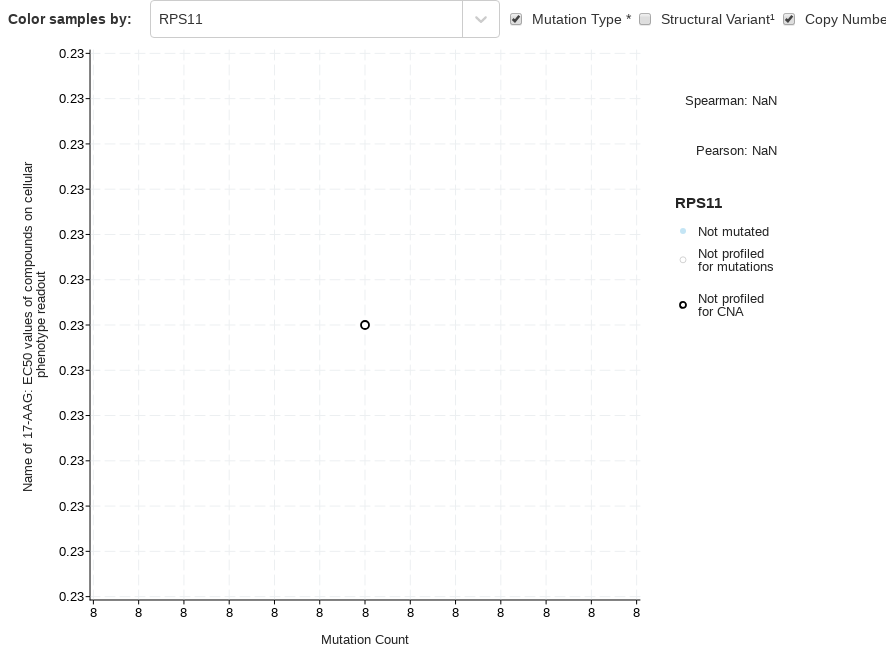 Color samples by: RPS11 Mutation Type * Structural Variant¹ Copy Numbe
0.23
0.23
0.23
0.23
0.23
0.23
0.23
0.23
0.23
0.23
0.23
0.23
0.23
Name of 17-AAG: EC50 values of compounds on cellular
phenotype readout
8 8 8 8 8 8 8 8 8 8 8 8 8
Mutation Count
Spearman: NaN
Pearson: NaN
RPS11
Not mutated
Not profiled
for mutations
Not profiled
for CNA